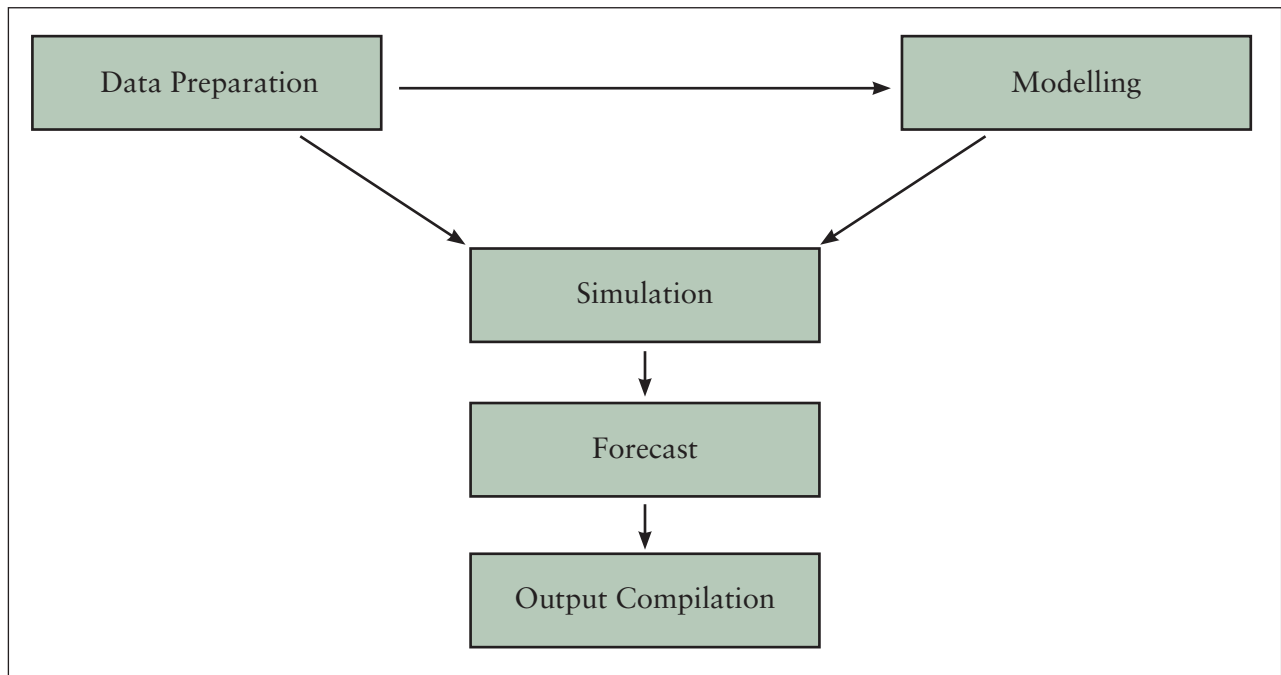 Data Preparation
Modelling
Simulation
Forecast
Output Compilation